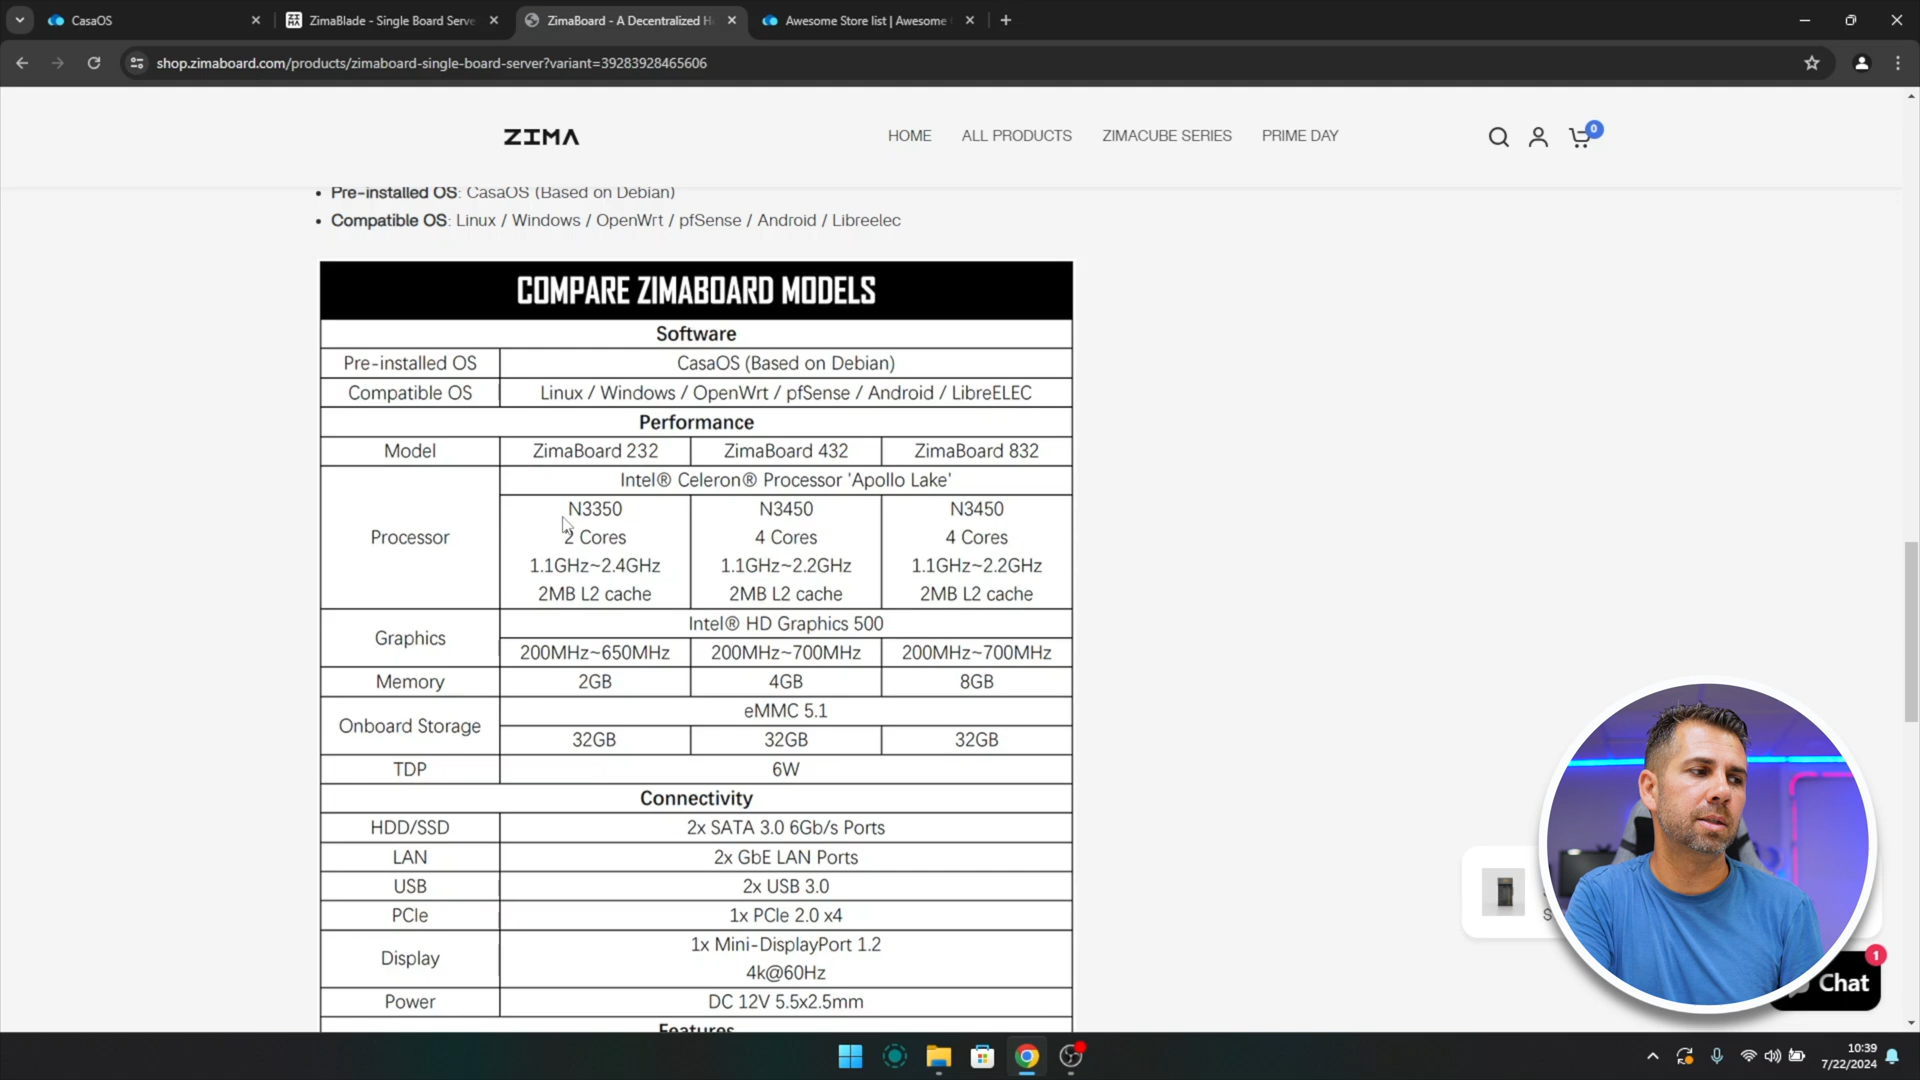 CasaOS
ZimaBlade - Single Board Serve
ZimaBoard - A Decentralized H
Awesome Store list | Awesome
shop.zimaboard.com/products/zimaboard-single-board-server?variant=39283928465606
ZIMA
HOME
ALL PRODUCTS
ZIMACUBE SERIES
PRIME DAY
0
Pre-installed OS: CasaOS (Based on Debian)
Compatible OS: Linux / Windows / OpenWrt / pfSense / Android / Libreelec
COMPARE ZIMABOARD MODELS
Software
Pre-installed OS CasaOS (Based on Debian)
Compatible OS Linux / Windows / OpenWrt / pfSense / Android / LibreELEC
Performance
Model ZimaBoard 232 ZimaBoard 432 ZimaBoard 832
Intel® Celeron® Processor 'Apollo Lake'
N3350 N3450 N3450
Processor 2 Cores 4 Cores 4 Cores
1.1GHz~2.4GHz 1.1GHz~2.2GHz 1.1GHz~2.2GHz
2MB L2 cache 2MB L2 cache 2MB L2 cache
Intel® HD Graphics 500
Graphics
200MHz~650MHz 200MHz~700MHz 200MHz~700MHz
Memory 2GB 4GB 8GB
eMMC 5.1
Onboard Storage
32GB 32GB 32GB
TDP 6W
Connectivity
HDD/SSD 2x SATA 3.0 6Gb/s Ports
LAN 2x GbE LAN Ports
USB 2x USB 3.0
PCIe 1x PCIe 2.0 x4
1x Mini-DisplayPort 1.2
Display
4k@60Hz
Power DC 12V 5.5x2.5mm
Features
1
Chat
10:39
7/22/2024